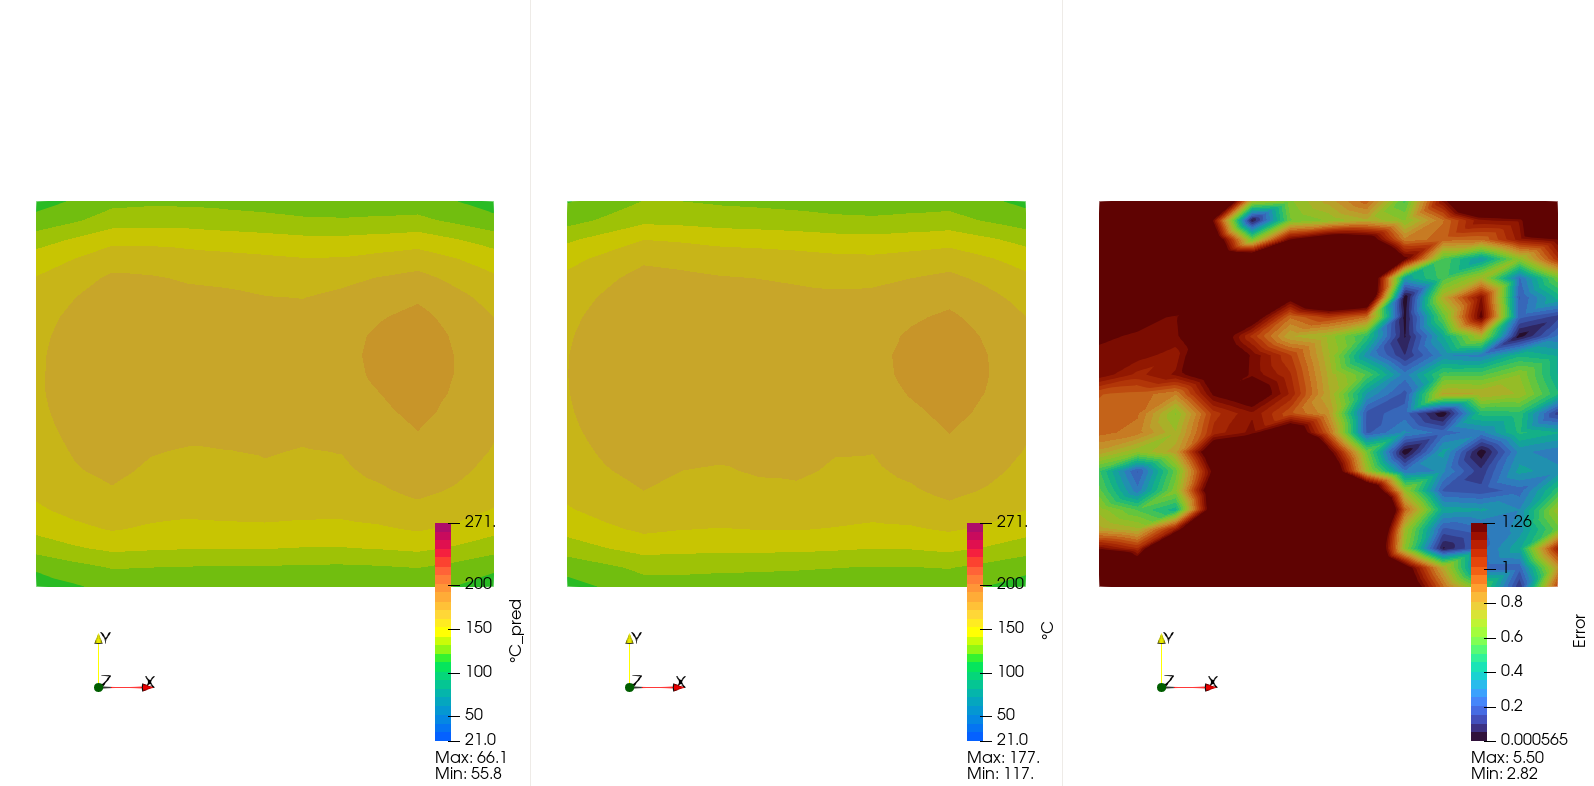 271.
200
150
100
50
21.0
°C_pred
Max: 66.1
Min: 55.8
Y
Z
X
271.
200
150
100
50
21.0
°C
Max: 177.
Min: 117.
Y
Z
X
1.26
1
0.8
0.6
0.4
0.2
0.000565
Error
Max: 5.50
Min: 2.82
Y
Z
X